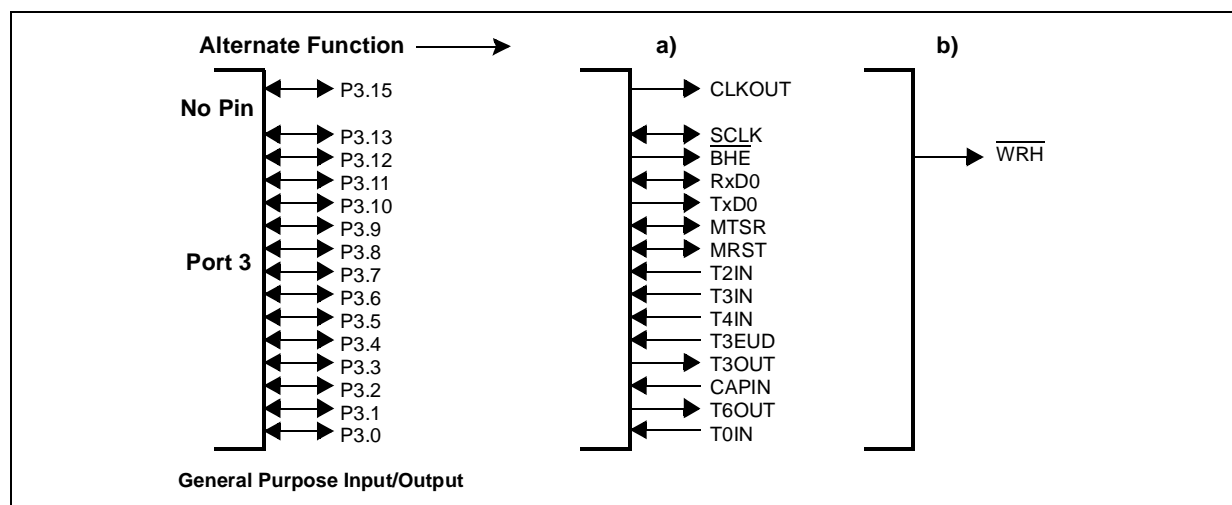 Alternate Function a) b)
No Pin
Port 3
P3.15
P3.13
P3.12
P3.11
P3.10
P3.9
P3.8
P3.7
P3.6
P3.5
P3.4
P3.3
P3.2
P3.1
P3.0
General Purpose Input/Output
CLKOUT
SCLK
BHE
RxD0
TxD0
MTSR
MRST
T2IN
T3IN
T4IN
T3EUD
T3OUT
CAPIN
T6OUT
T0IN
WRH